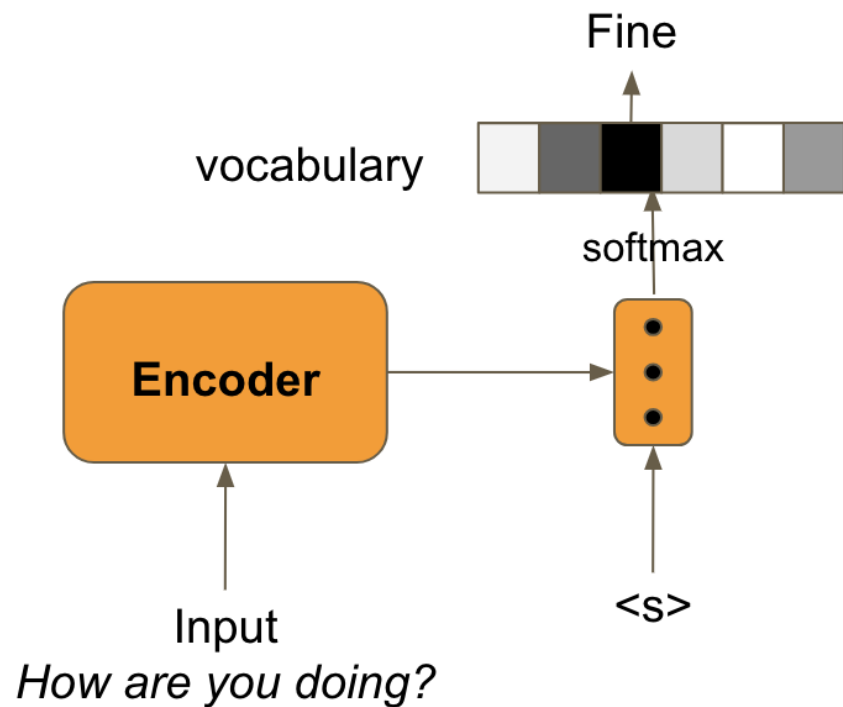 Fine
vocabulary
softmax
Encoder
<s>
Input
How are you doing?